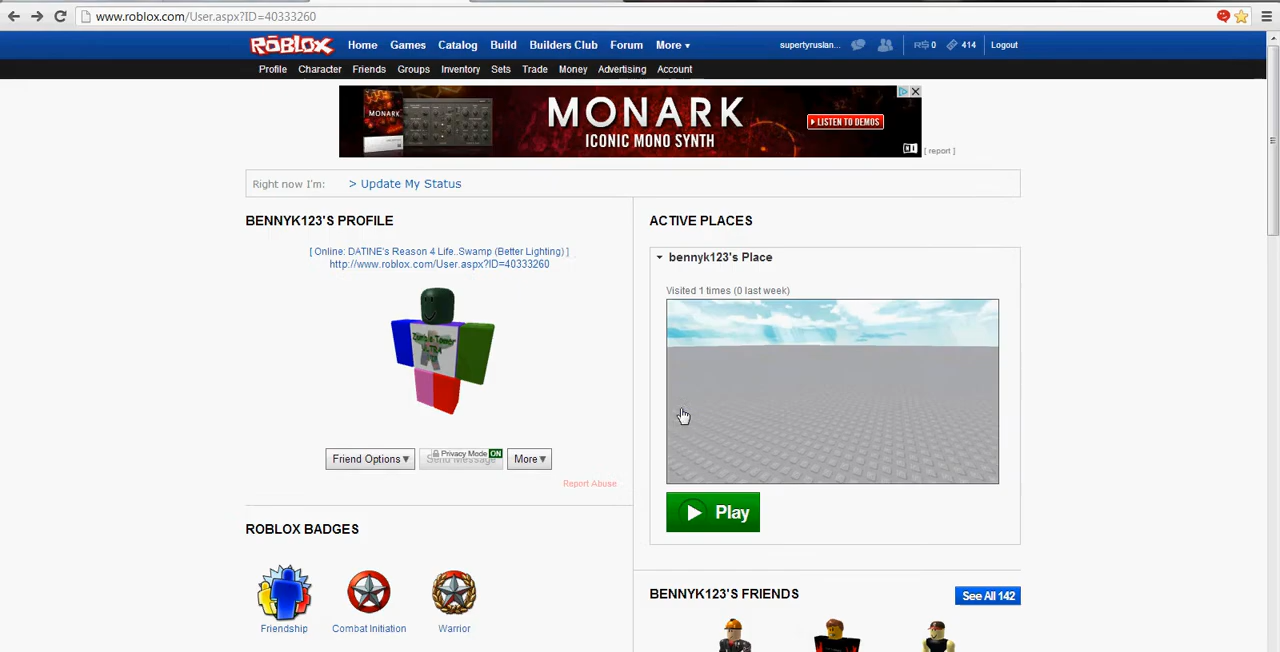 www.roblox.com/User.aspx?ID=40333260
ROBLOX Home Games Catalog Build Builders Club Forum More supertyruslan... R$ 0 414 Logout
Profile Character Friends Groups Inventory Sets Trade Money Advertising Account
MONARK
MONARK
ICONIC MONO SYNTH
LISTEN TO DEMOS
[ report ]
Right now I'm: > Update My Status
BENNYK123'S PROFILE
[ Online: DATINE's Reason 4 Life..Swamp (Better Lighting) ]
http://www.roblox.com/User.aspx?ID=40333260
Friend Options
Send Message
Privacy Mode ON
More
Report Abuse
ROBLOX BADGES
Friendship Combat Initiation Warrior
ACTIVE PLACES
bennyk123's Place
Visited 1 times (0 last week)
Play
BENNYK123'S FRIENDS
See All 142